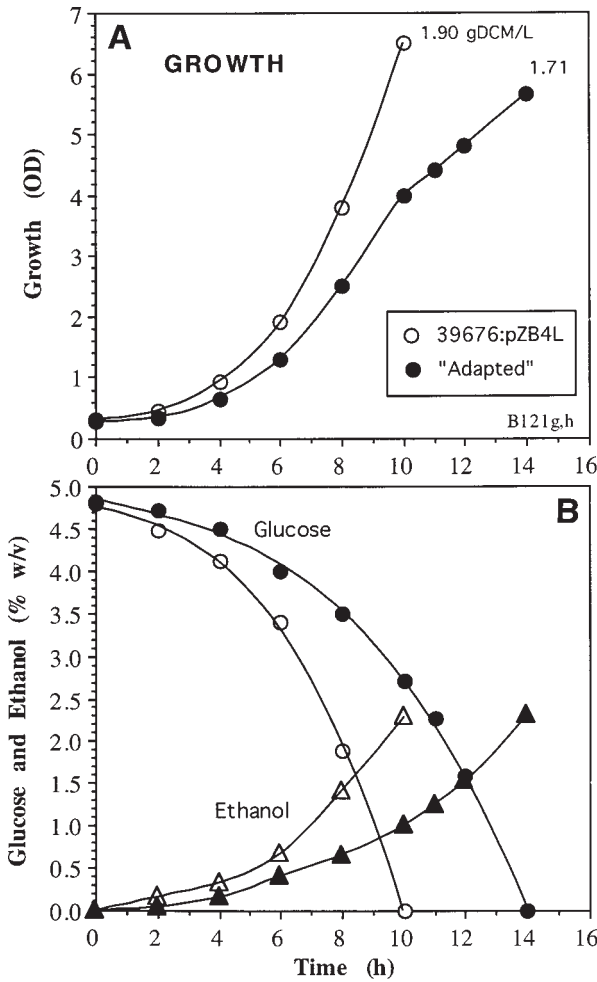 A
GROWTH
1.90 gDCM/L
1.71
Growth (OD)
7
6
5
4
3
2
1
0
39676:pZB4L
"Adapted"
B121g,h
0 2 4 6 8 10 12 14 16
B
Glucose
Ethanol
Glucose and Ethanol (% w/v)
5.0
4.5
4.0
3.5
3.0
2.5
2.0
1.5
1.0
0.5
0.0
0 2 4 6 8 10 12 14 16
Time (h)